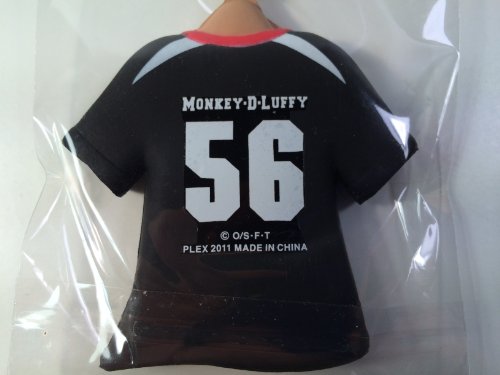 MONKEY·D·LUFFY
56
© O/S·F·T
PLEX 2011 MADE IN CHINA